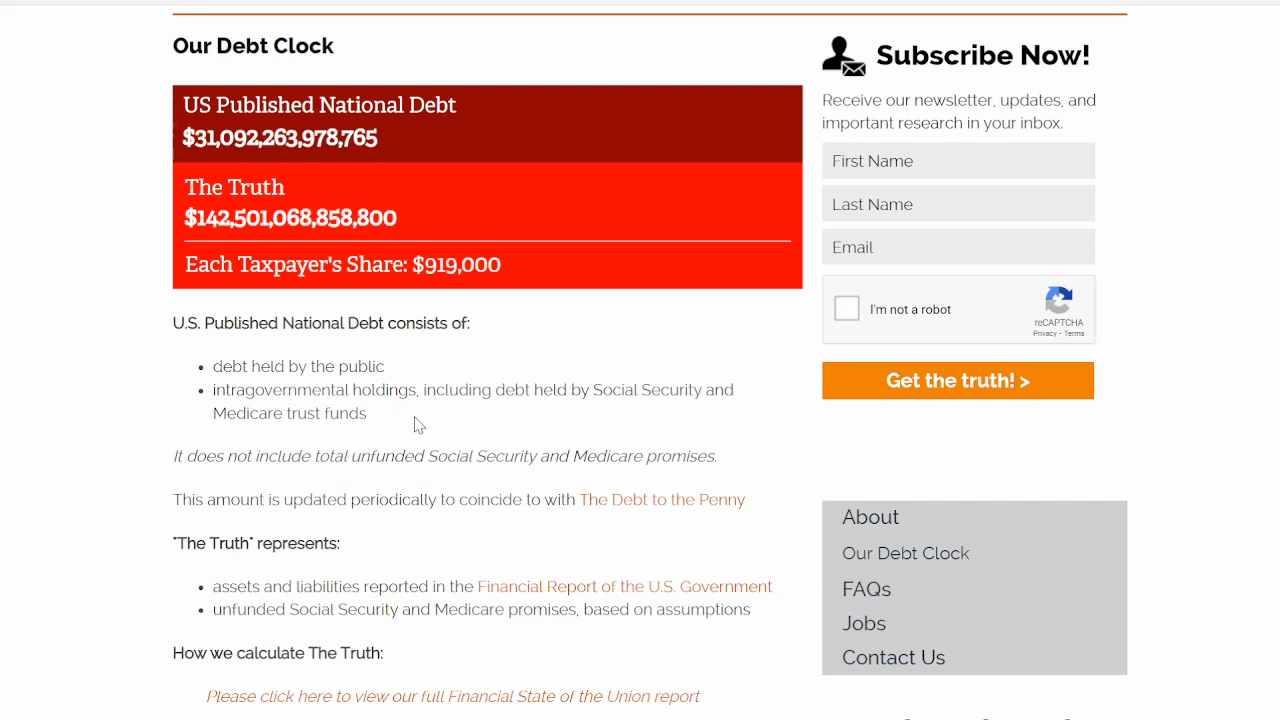 Our Debt Clock
US Published National Debt
$31,092,263,978,765
The Truth
$142,501,068,858,800
Each Taxpayer's Share: $919,000
U.S. Published National Debt consists of:
debt held by the public
intragovernmental holdings, including debt held by Social Security and
Medicare trust funds
It does not include total unfunded Social Security and Medicare promises.
This amount is updated periodically to coincide to with The Debt to the Penny
"The Truth" represents:
assets and liabilities reported in the Financial Report of the U.S. Government
unfunded Social Security and Medicare promises, based on assumptions
How we calculate The Truth:
Please click here to view our full Financial State of the Union report
Subscribe Now!
Receive our newsletter, updates, and
important research in your inbox.
First Name
Last Name
Email
I'm not a robot
reCAPTCHA
Privacy - Terms
Get the truth! >
About
Our Debt Clock
FAQs
Jobs
Contact Us